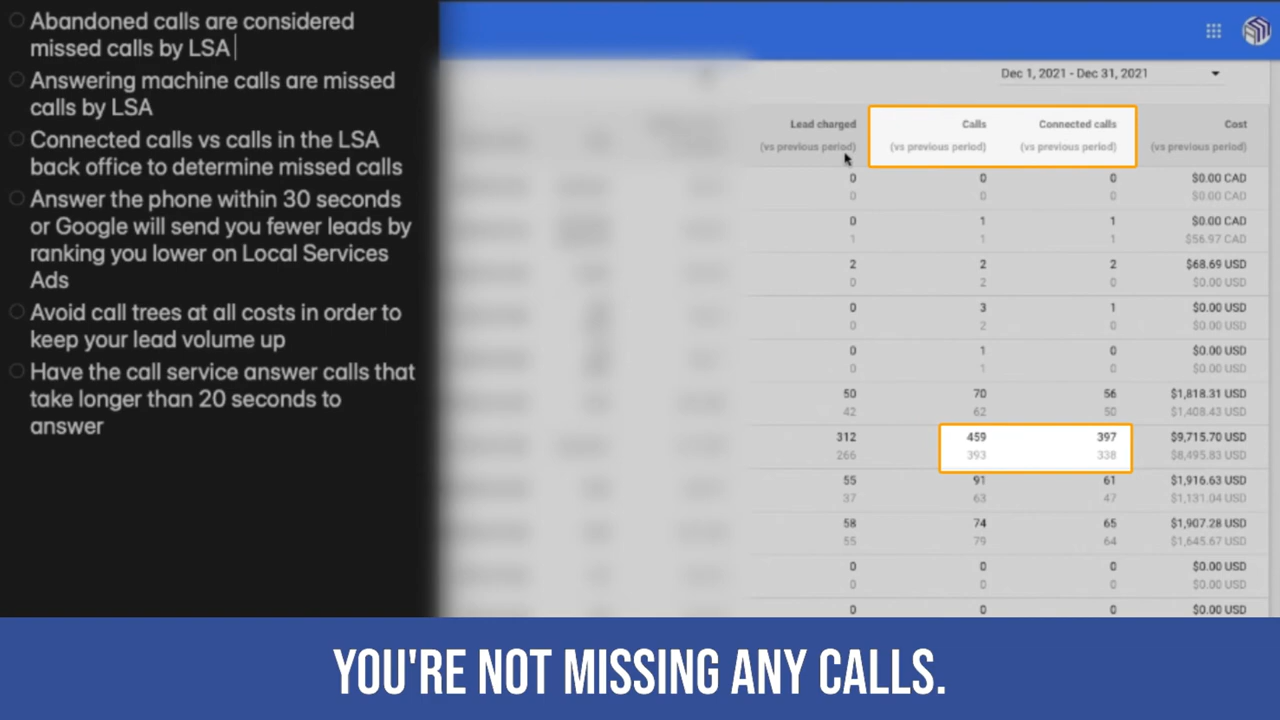 Abandoned calls are considered
missed calls by LSA
Answering machine calls are missed
calls by LSA
Connected calls vs calls in the LSA
back office to determine missed calls
Answer the phone within 30 seconds
or Google will send you fewer leads by
ranking you lower on Local Services
Ads
Avoid call trees at all costs in order to
keep your lead volume up
Have the call service answer calls that
take longer than 20 seconds to
answer
Dec 1, 2021 - Dec 31, 2021
Lead charged Calls Connected calls Cost
(vs previous period) (vs previous period) (vs previous period) (vs previous period)
0 0 0 $0.00 CAD
0 0 0 $0.00 CAD
0 1 1 $0.00 CAD
1 1 1 $56.97 CAD
2 2 2 $68.69 USD
0 2 0 $0.00 USD
0 3 1 $0.00 USD
0 2 0 $0.00 USD
0 1 0 $0.00 USD
0 1 0 $0.00 USD
50 70 56 $1,818.31 USD
42 62 50 $1,408.43 USD
312 459 397 $9,715.70 USD
266 393 338 $8,495.83 USD
55 91 61 $1,916.63 USD
37 63 47 $1,131.04 USD
58 74 65 $1,907.28 USD
55 79 64 $1,645.67 USD
0 0 0 $0.00 USD
0 0 0 $0.00 USD
0 0 0 $0.00 USD
YOU'RE NOT MISSING ANY CALLS.